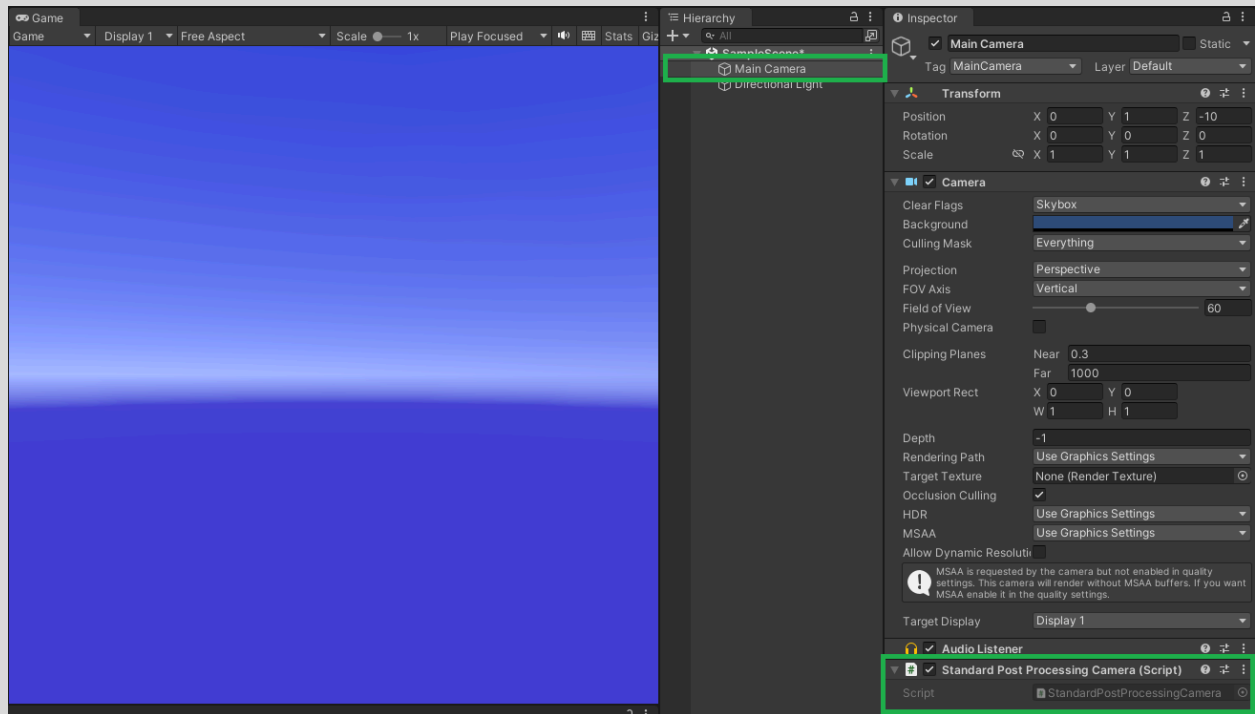 Game
Game Display 1 Free Aspect Scale 1x Play Focused Stats Giz
Hierarchy
All
SampleScene*
Main Camera
Directional Light
Inspector
Main Camera Static
Tag MainCamera Layer Default
Transform
Position X 0 Y 1 Z -10
Rotation X 0 Y 0 Z 0
Scale X 1 Y 1 Z 1
Camera
Clear Flags Skybox
Background
Culling Mask Everything
Projection Perspective
FOV Axis Vertical
Field of View 60
Physical Camera
Clipping Planes Near 0.3
Far 1000
Viewport Rect X 0 Y 0
W 1 H 1
Depth -1
Rendering Path Use Graphics Settings
Target Texture None (Render Texture)
Occlusion Culling
HDR Use Graphics Settings
MSAA Use Graphics Settings
Allow Dynamic Resoluti
MSAA is requested by the camera but not enabled in quality
settings. This camera will render without MSAA buffers. If you want
MSAA enable it in the quality settings.
Target Display Display 1
Audio Listener
# Standard Post Processing Camera (Script)
Script StandardPostProcessingCamera